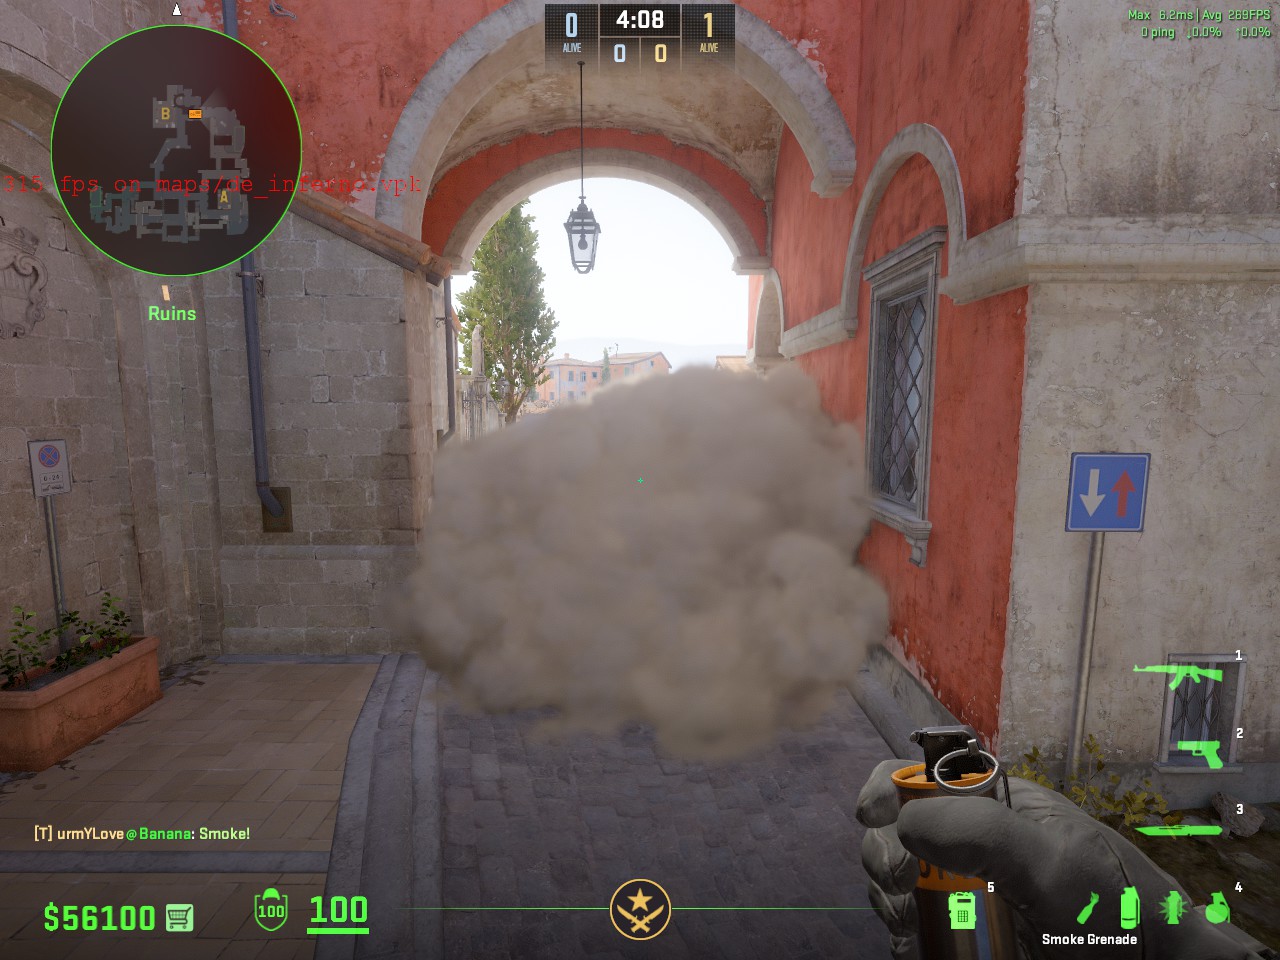 0
ALIVE
4:08
1
ALIVE
0
0
Max 6.2ms | Avg 269FPS
0 ping ↓0.0% ↑0.0%
B
A
315 fps on maps/de_inferno.vpk
Ruins
0-24
1
2
3
[T] urmYLove@Banana: Smoke!
$56100
100
100
5
4
Smoke Grenade